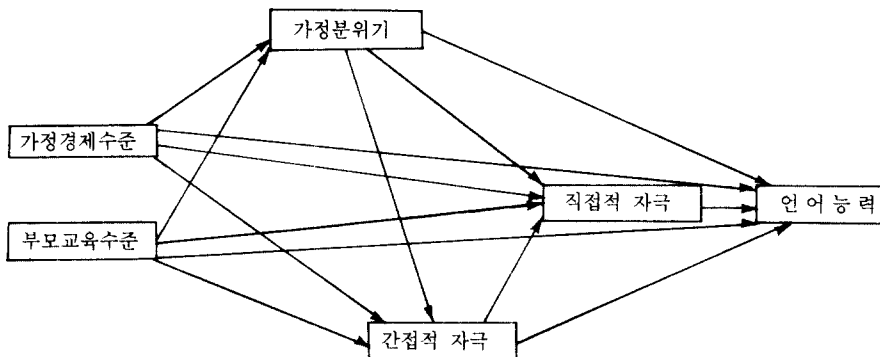 가정분위기
가정경제수준
직접적 자극
언어능력
부모교육수준
간접적 자극